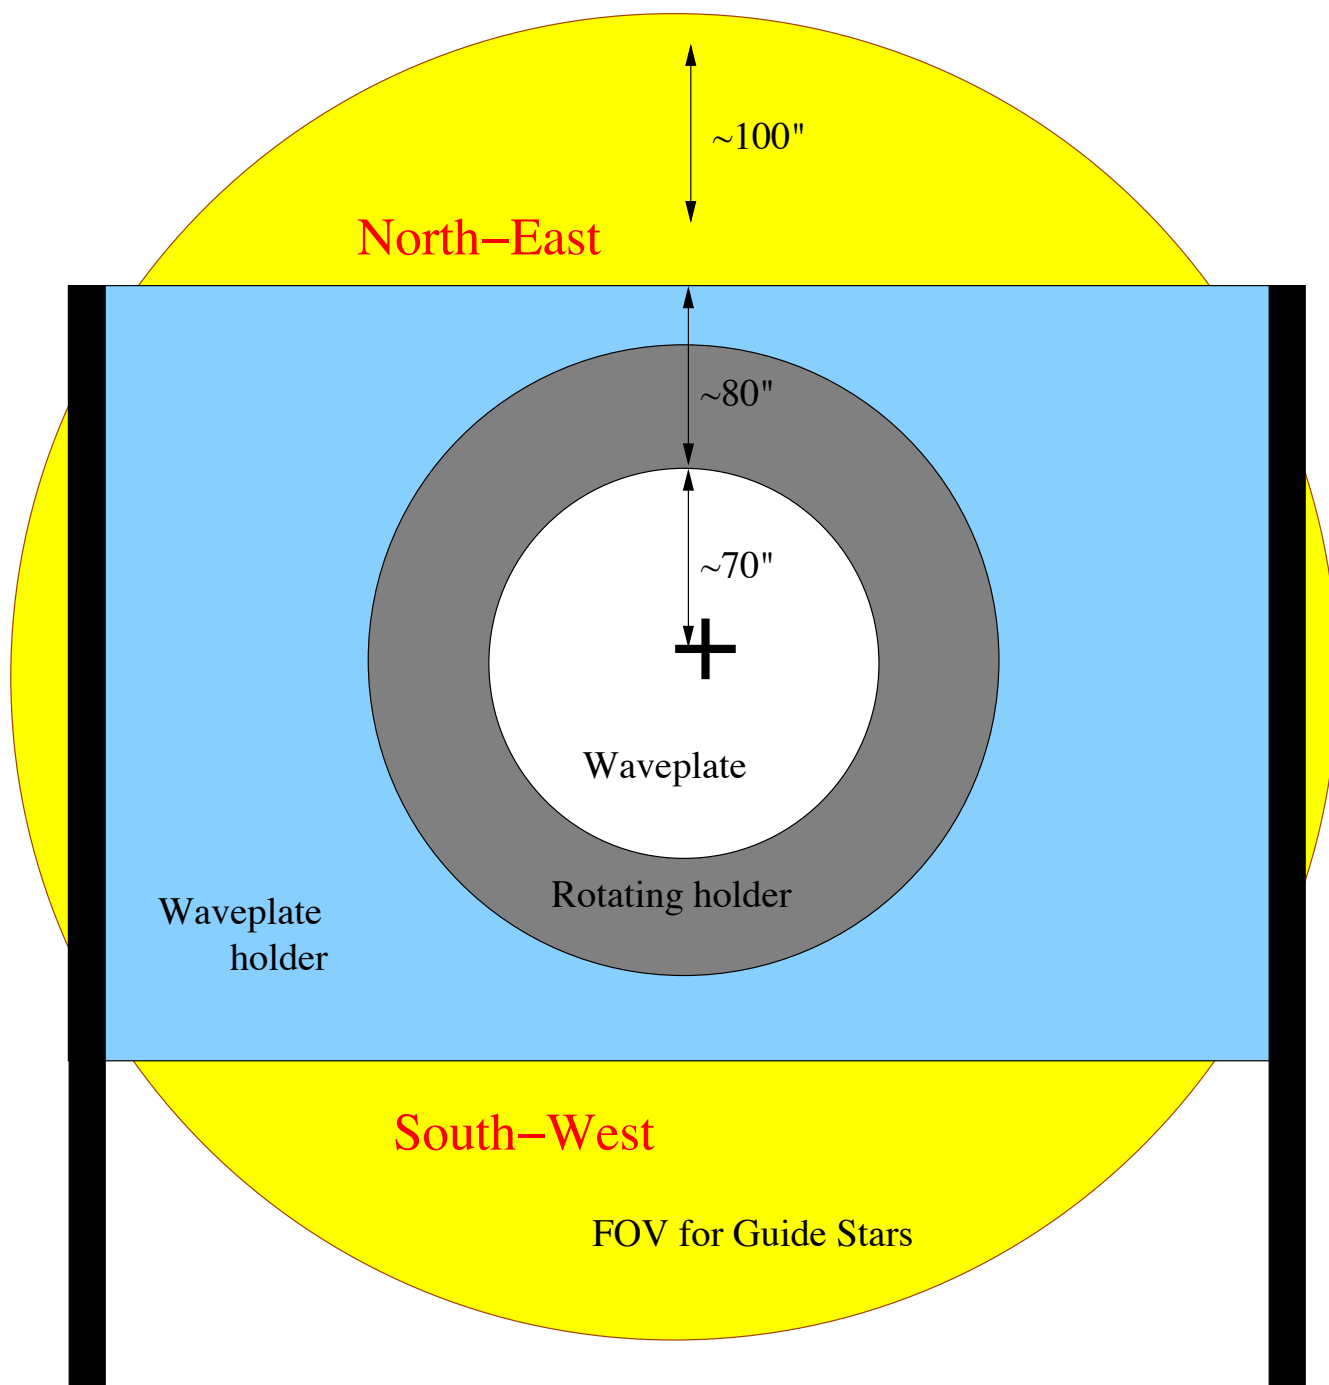 ~100"
North−East
~80"
~70"
Waveplate
Rotating holder
Waveplate
holder
South−West
FOV for Guide Stars